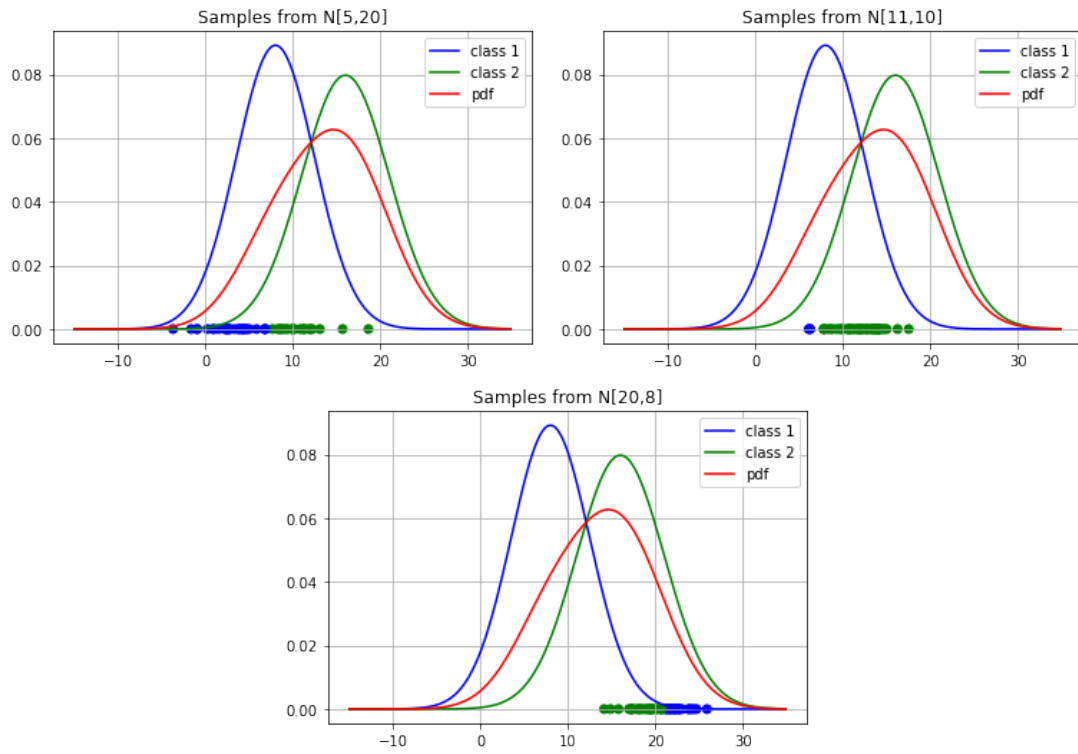 Samples from N[5,20]
class 1
class 2
pdf
0.08
0.06
0.04
0.02
0.00
−10 0 10 20 30
Samples from N[11,10]
class 1
class 2
pdf
0.08
0.06
0.04
0.02
0.00
−10 0 10 20 30
Samples from N[20,8]
class 1
class 2
pdf
0.08
0.06
0.04
0.02
0.00
−10 0 10 20 30